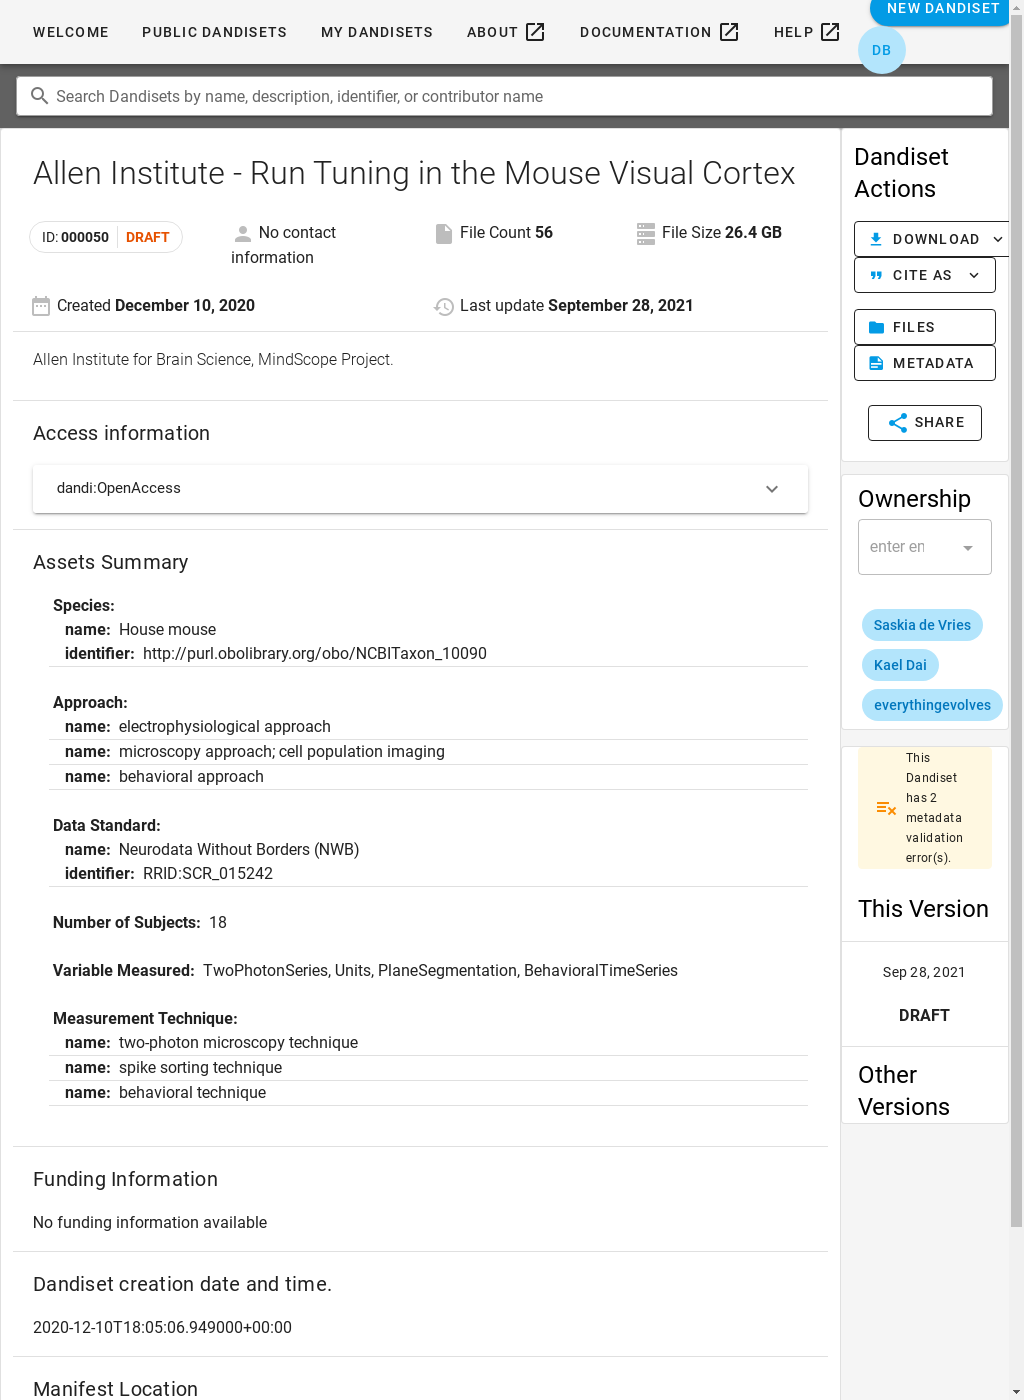 WELCOME PUBLIC DANDISETS MY DANDISETS ABOUT DOCUMENTATION HELP NEW DANDISET
DB
Search Dandisets by name, description, identifier, or contributor name
Allen Institute - Run Tuning in the Mouse Visual Cortex
ID: 000050 DRAFT
No contact
information
File Count 56
File Size 26.4 GB
Created December 10, 2020
Last update September 28, 2021
Allen Institute for Brain Science, MindScope Project.
Access information
dandi:OpenAccess
Assets Summary
Species:
name: House mouse
identifier: http://purl.obolibrary.org/obo/NCBITaxon_10090
Approach:
name: electrophysiological approach
name: microscopy approach; cell population imaging
name: behavioral approach
Data Standard:
name: Neurodata Without Borders (NWB)
identifier: RRID:SCR_015242
Number of Subjects: 18
Variable Measured: TwoPhotonSeries, Units, PlaneSegmentation, BehavioralTimeSeries
Measurement Technique:
name: two-photon microscopy technique
name: spike sorting technique
name: behavioral technique
Funding Information
No funding information available
Dandiset creation date and time.
2020-12-10T18:05:06.949000+00:00
Manifest Location
Dandiset
Actions
DOWNLOAD
CITE AS
FILES
METADATA
SHARE
Ownership
enter en
Saskia de Vries
Kael Dai
everythingevolves
This
Dandiset
has 2
metadata
validation
error(s).
This Version
Sep 28, 2021
DRAFT
Other
Versions